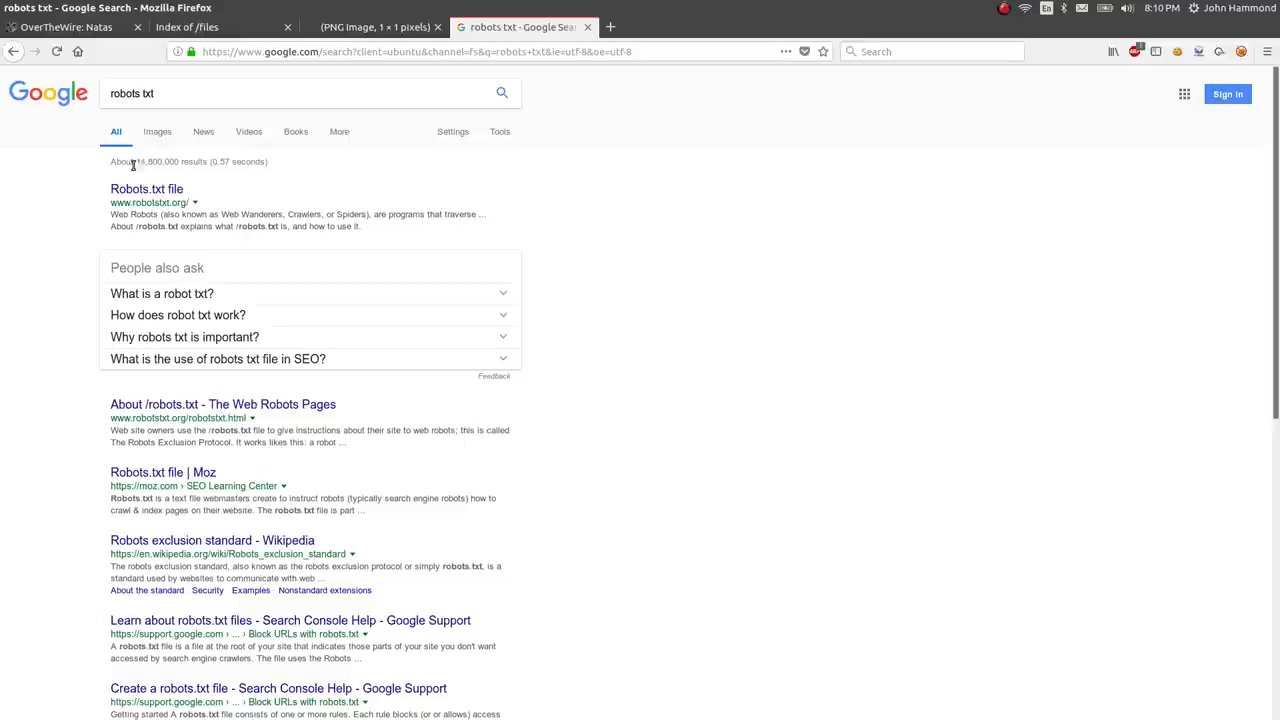 robots txt - Google Search - Mozilla Firefox
En
8:10 PM
John Hammond
OverTheWire: Natas
Index of /files
(PNG Image, 1 × 1 pixels)
robots txt - Google Sea
https://www.google.com/search?client=ubuntu&channel=fs&q=robots+txt&ie=utf-8&oe=utf-8
Search
Google
robots txt
Sign in
All
Images
News
Videos
Books
More
Settings
Tools
About 800,000 results (0.57 seconds)
Robots.txt file
www.robotstxt.org/
Web Robots (also known as Web Wanderers, Crawlers, or Spiders), are programs that traverse ...
About /robots.txt explains what /robots.txt is, and how to use it.
People also ask
What is a robot txt?
How does robot txt work?
Why robots txt is important?
What is the use of robots txt file in SEO?
Feedback
About /robots.txt - The Web Robots Pages
www.robotstxt.org/robotstxt.html
Web site owners use the /robots.txt file to give instructions about their site to web robots; this is called
The Robots Exclusion Protocol. It works likes this: a robot ...
Robots.txt file | Moz
https://moz.com › SEO Learning Center
Robots.txt is a text file webmasters create to instruct robots (typically search engine robots) how to
crawl & index pages on their website. The robots.txt file is part ...
Robots exclusion standard - Wikipedia
https://en.wikipedia.org/wiki/Robots_exclusion_standard
The robots exclusion standard, also known as the robots exclusion protocol or simply robots.txt, is a
standard used by websites to communicate with web ...
About the standard Security Examples Nonstandard extensions
Learn about robots.txt files - Search Console Help - Google Support
https://support.google.com › ... › Block URLs with robots.txt
A robots.txt file is a file at the root of your site that indicates those parts of your site you don't want
accessed by search engine crawlers. The file uses the Robots ...
Create a robots.txt file - Search Console Help - Google Support
https://support.google.com › ... › Block URLs with robots.txt
Getting started A robots.txt file consists of one or more rules. Each rule blocks (or or allows) access